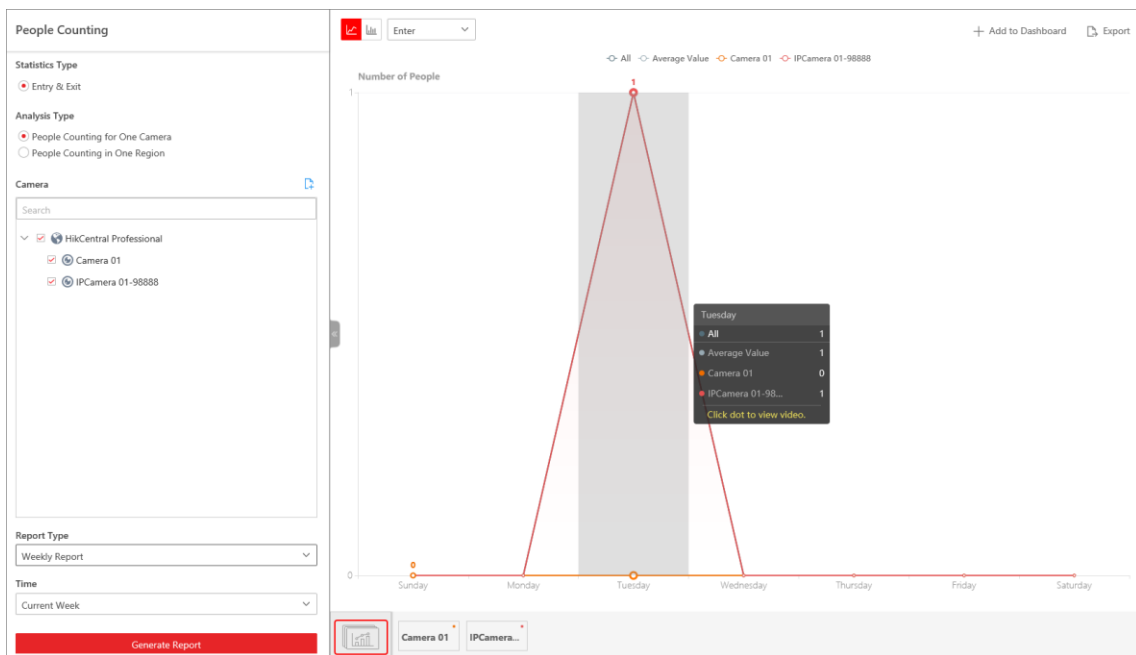 People Counting
Statistics Type
Entry & Exit
Analysis Type
People Counting for One Camera
People Counting in One Region
Camera
Search
HikCentral Professional
Camera 01
IPCamera 01-98888
Report Type
Weekly Report
Time
Current Week
Generate Report
Enter
Add to Dashboard
Export
All Average Value Camera 01 IPCamera 01-98888
Number of People
1
1
Tuesday
All 1
Average Value 1
Camera 01 0
IPCamera 01-98... 1
Click dot to view video.
0
0
Sunday Monday Tuesday Wednesday Thursday Friday Saturday
Camera 01 IPCamera...